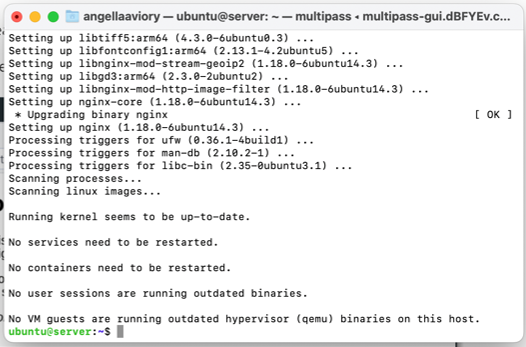 angellaaviory — ubuntu@server: ~ — multipass ◂ multipass-gui.dBFYEv.c...
Setting up libtiff5:arm64 (4.3.0-6ubuntu0.3) ...
Setting up libfontconfig1:arm64 (2.13.1-4.2ubuntu5) ...
Setting up libnginx-mod-stream-geoip2 (1.18.0-6ubuntu14.3) ...
Setting up libgd3:arm64 (2.3.0-2ubuntu2) ...
Setting up libnginx-mod-http-image-filter (1.18.0-6ubuntu14.3) ...
Setting up nginx-core (1.18.0-6ubuntu14.3) ...
 * Upgrading binary nginx [ OK ]
Setting up nginx (1.18.0-6ubuntu14.3) ...
Processing triggers for ufw (0.36.1-4build1) ...
Processing triggers for man-db (2.10.2-1) ...
Processing triggers for libc-bin (2.35-0ubuntu3.1) ...
Scanning processes...
Scanning linux images...
Running kernel seems to be up-to-date.
No services need to be restarted.
No containers need to be restarted.
No user sessions are running outdated binaries.
No VM guests are running outdated hypervisor (qemu) binaries on this host.
ubuntu@server:~$